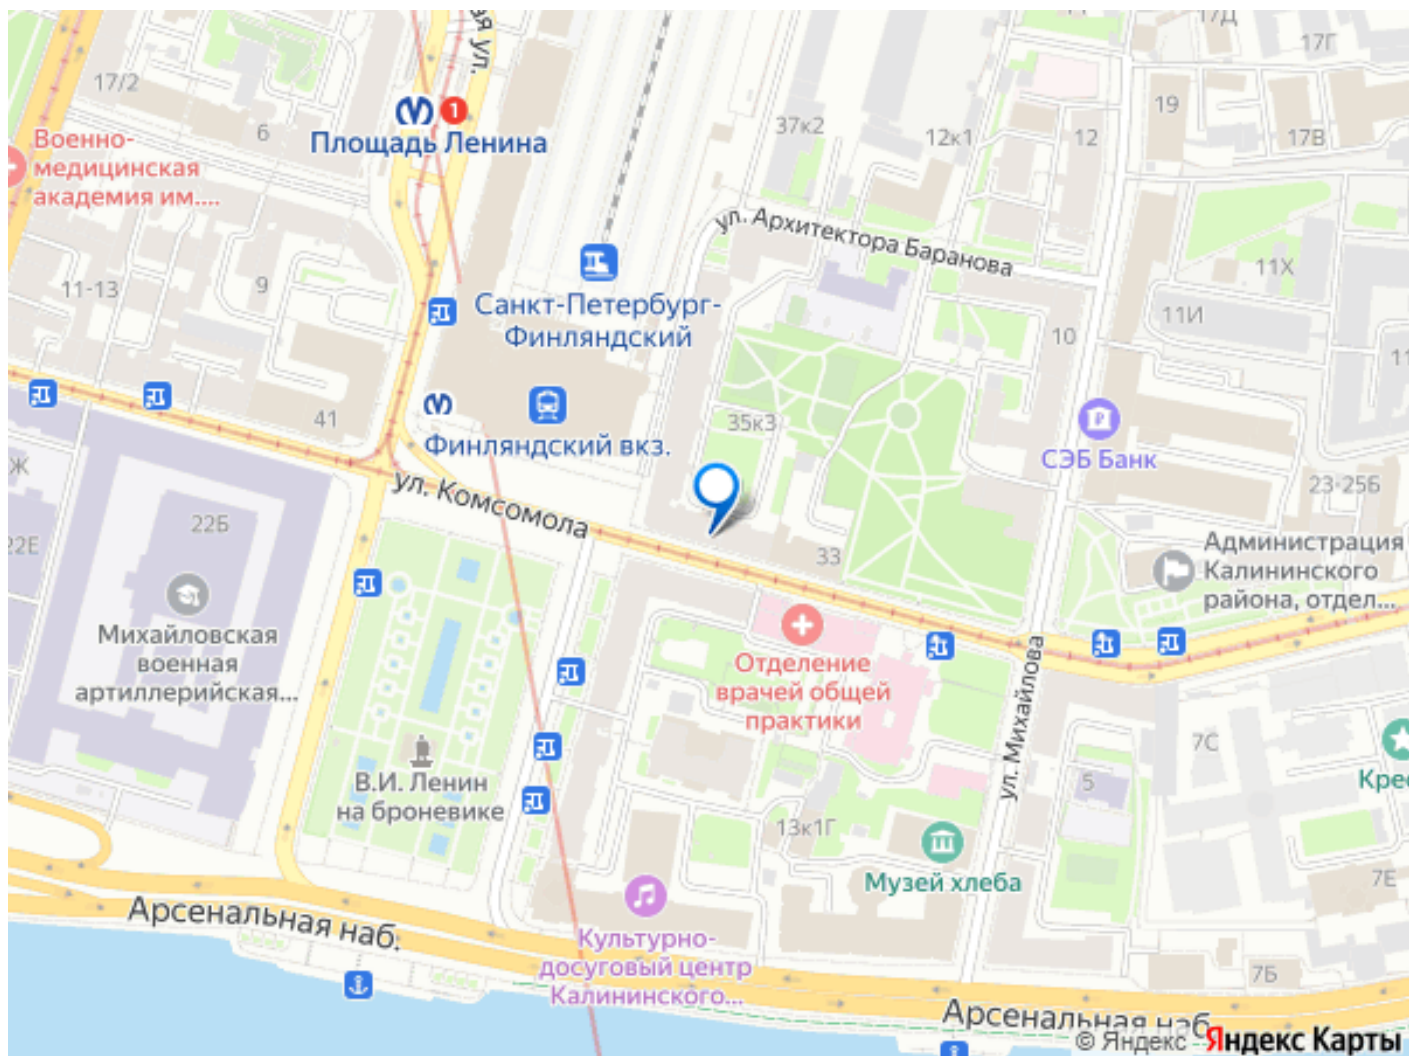 17Д
17Г
17/2
19
6
37к2
12к1
12
17В
1
Площадь Ленина
Военно-
медицинская
академия им....
ул. Архитектора Баранова
11-13
9
11Х
Санкт-Петербург-
Финляндский
11И
10
41
35к3
Финляндский вкз.
СЭБ Банк
ул. Комсомола
22Б
22Е
23-25Б
33
Администрация
Калининского
района, отдел...
Михайловская
военная
артиллерийская...
Отделение
врачей общей
практики
ул. Михайлова
7С
В.И. Ленин
на броневике
5
13к1Г
Музей хлеба
7Е
Арсенальная наб.
Культурно-
досуговый центр
Калининского...
7Б
Арсенальная наб.
© Яндекс Яндекс Карты